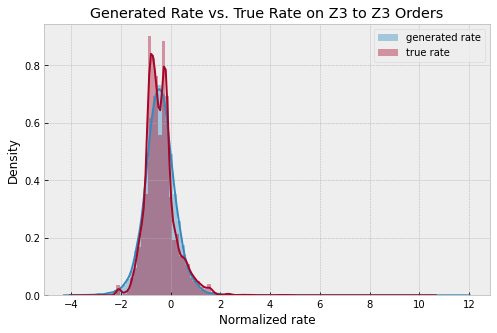 Generated Rate vs. True Rate on Z3 to Z3 Orders
generated rate
true rate
0.8
0.6
0.4
0.2
0.0
Density
−4 −2 0 2 4 6 8 10 12
Normalized rate